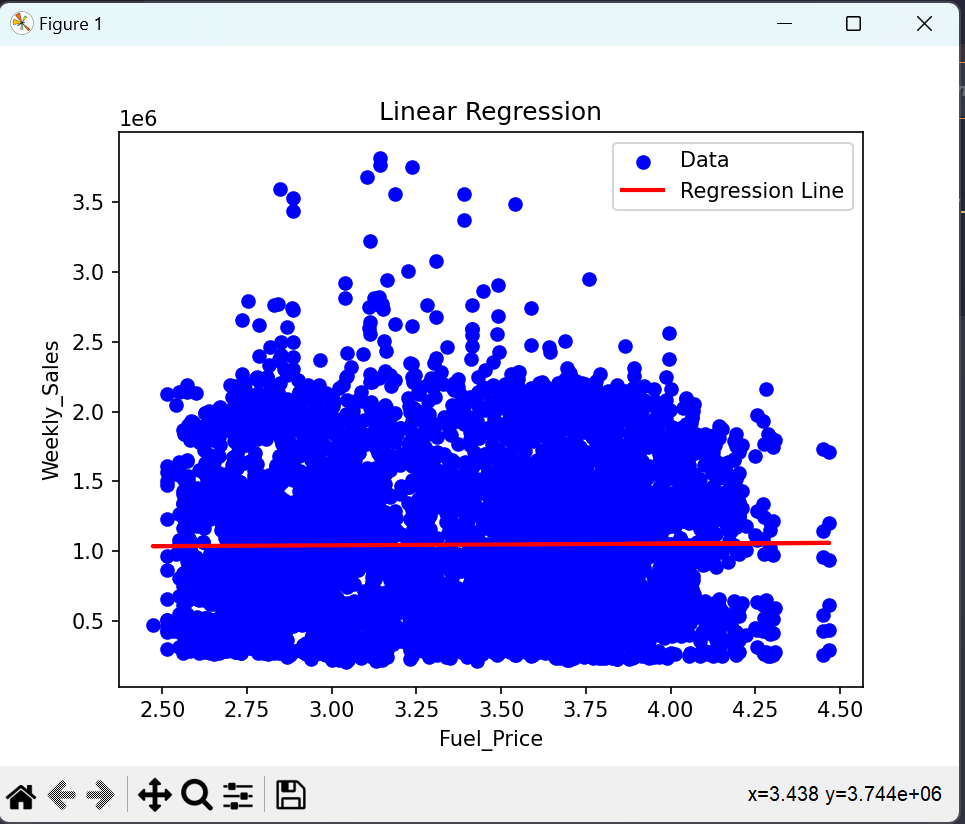 Figure 1
Linear Regression
1e6
Data
Regression Line
3.5
3.0
2.5
2.0
1.5
1.0
0.5
Weekly_Sales
2.50 2.75 3.00 3.25 3.50 3.75 4.00 4.25 4.50
Fuel_Price
x=3.438 y=3.744e+06